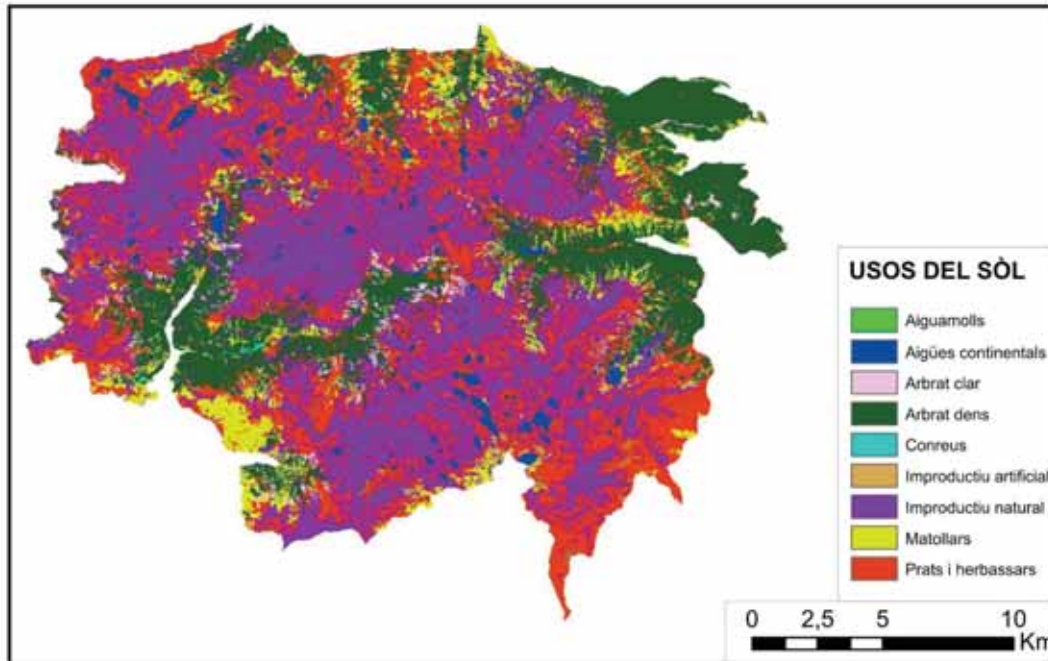 USOS DEL SÒL
Aiguamolls
Aigües continentals
Arbrat clar
Arbrat dens
Conreus
Improductiu artificial
Improductiu natural
Matollars
Prats i herbassars
0 2,5 5 10
Km